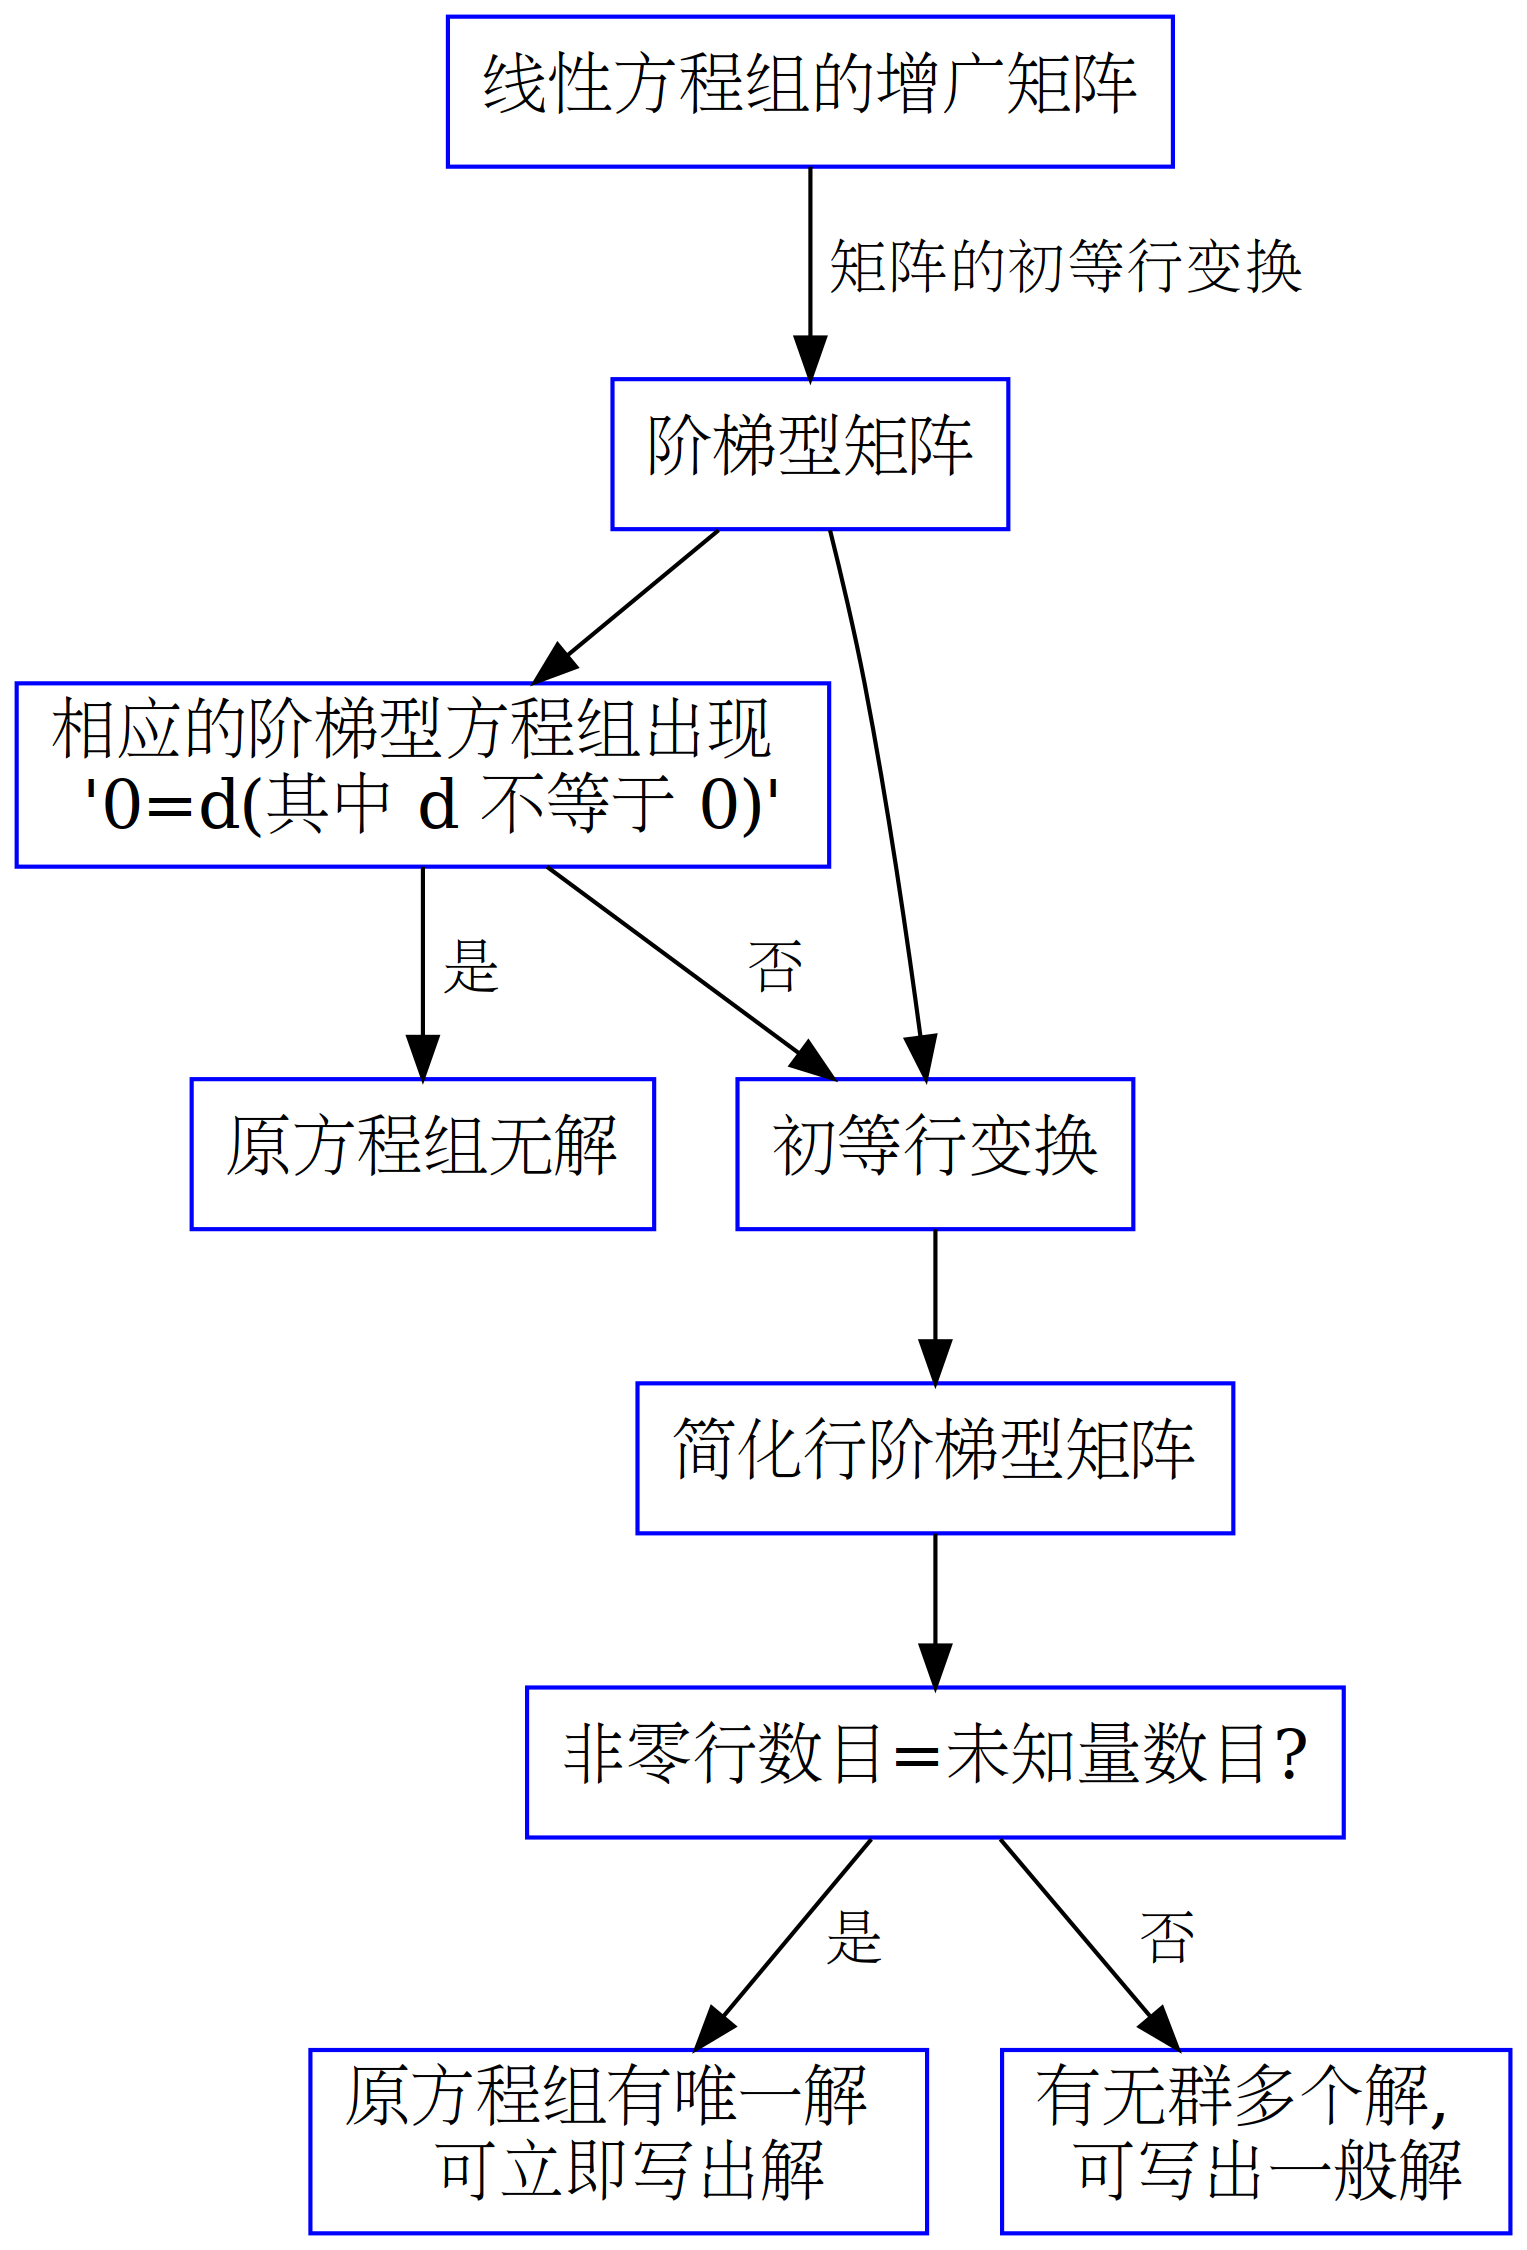 线性方程组的增广矩阵
矩阵的初等行变换
阶梯型矩阵
相应的阶梯型方程组出现
'0=d(其中 d 不等于 0)'
是
否
原方程组无解
初等行变换
简化行阶梯型矩阵
非零行数目=未知量数目?
是
否
原方程组有唯一解
可立即写出解
有无群多个解,
可写出一般解